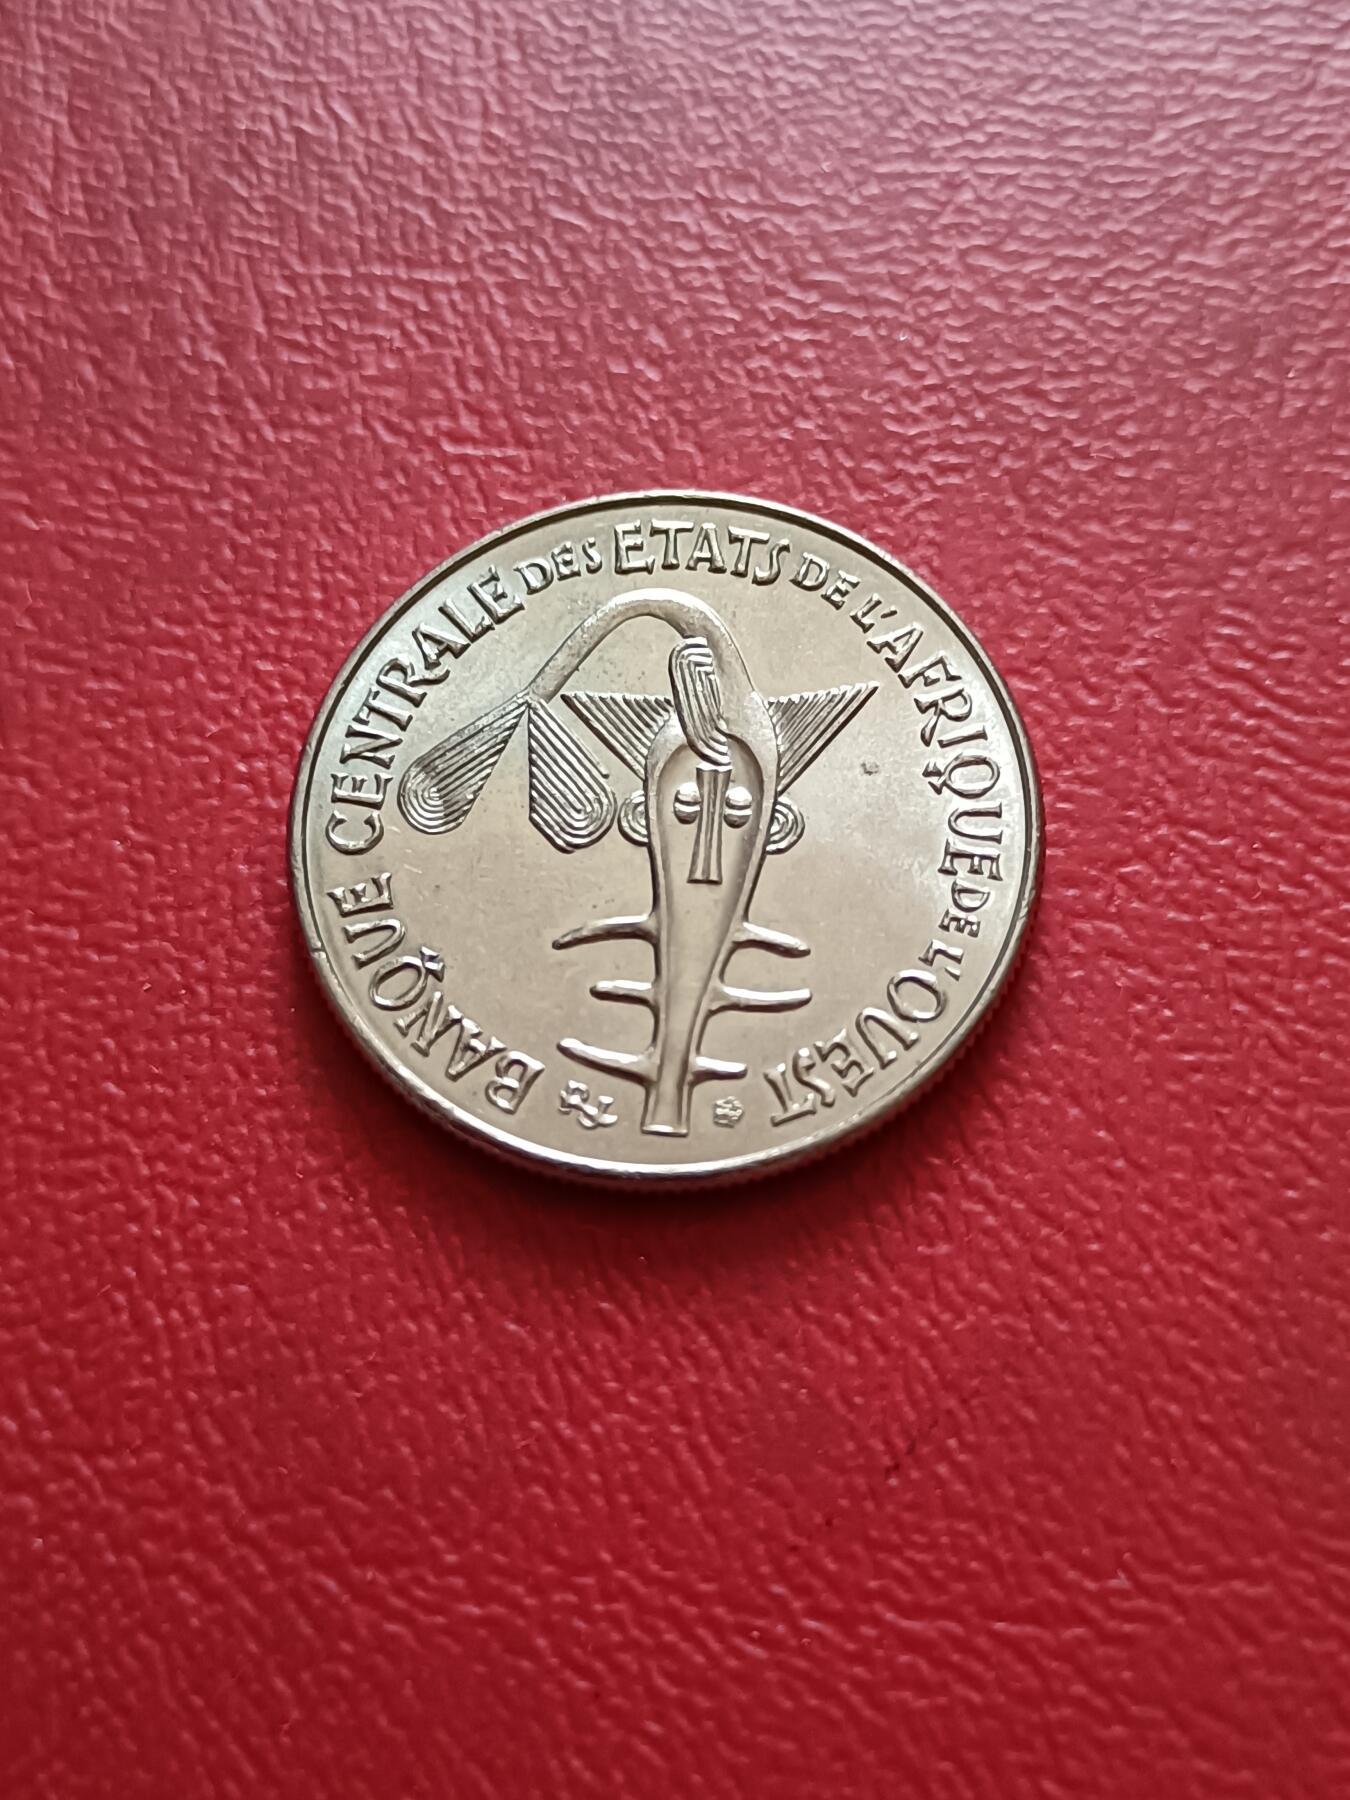 BANQUE CENTRALE DES ETATS DE L'AFRIQUE DE L'OUEST